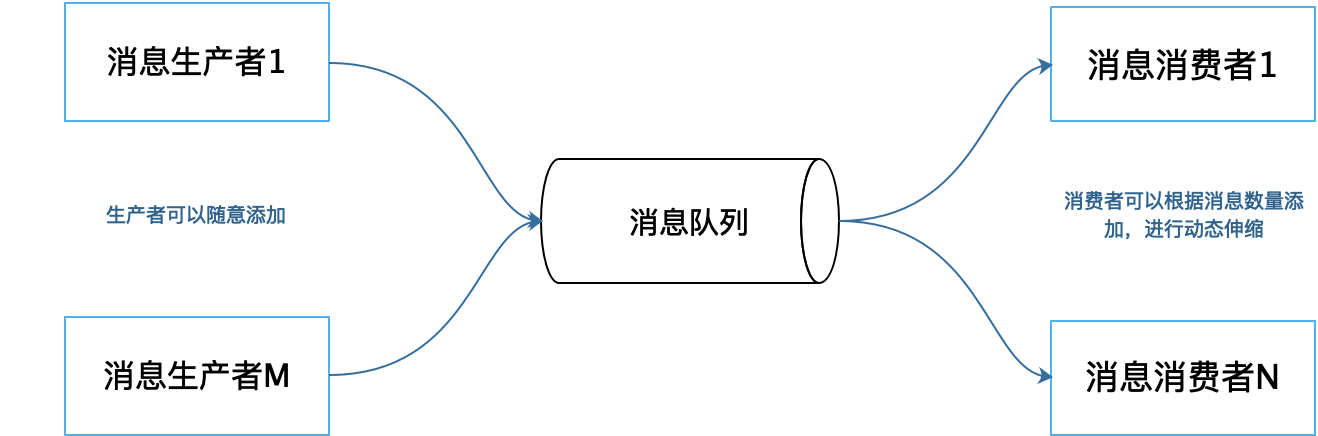 消息生产者1
消息消费者1
生产者可以随意添加
消息队列
消费者可以根据消息数量添
加，进行动态伸缩
消息生产者M
消息消费者N